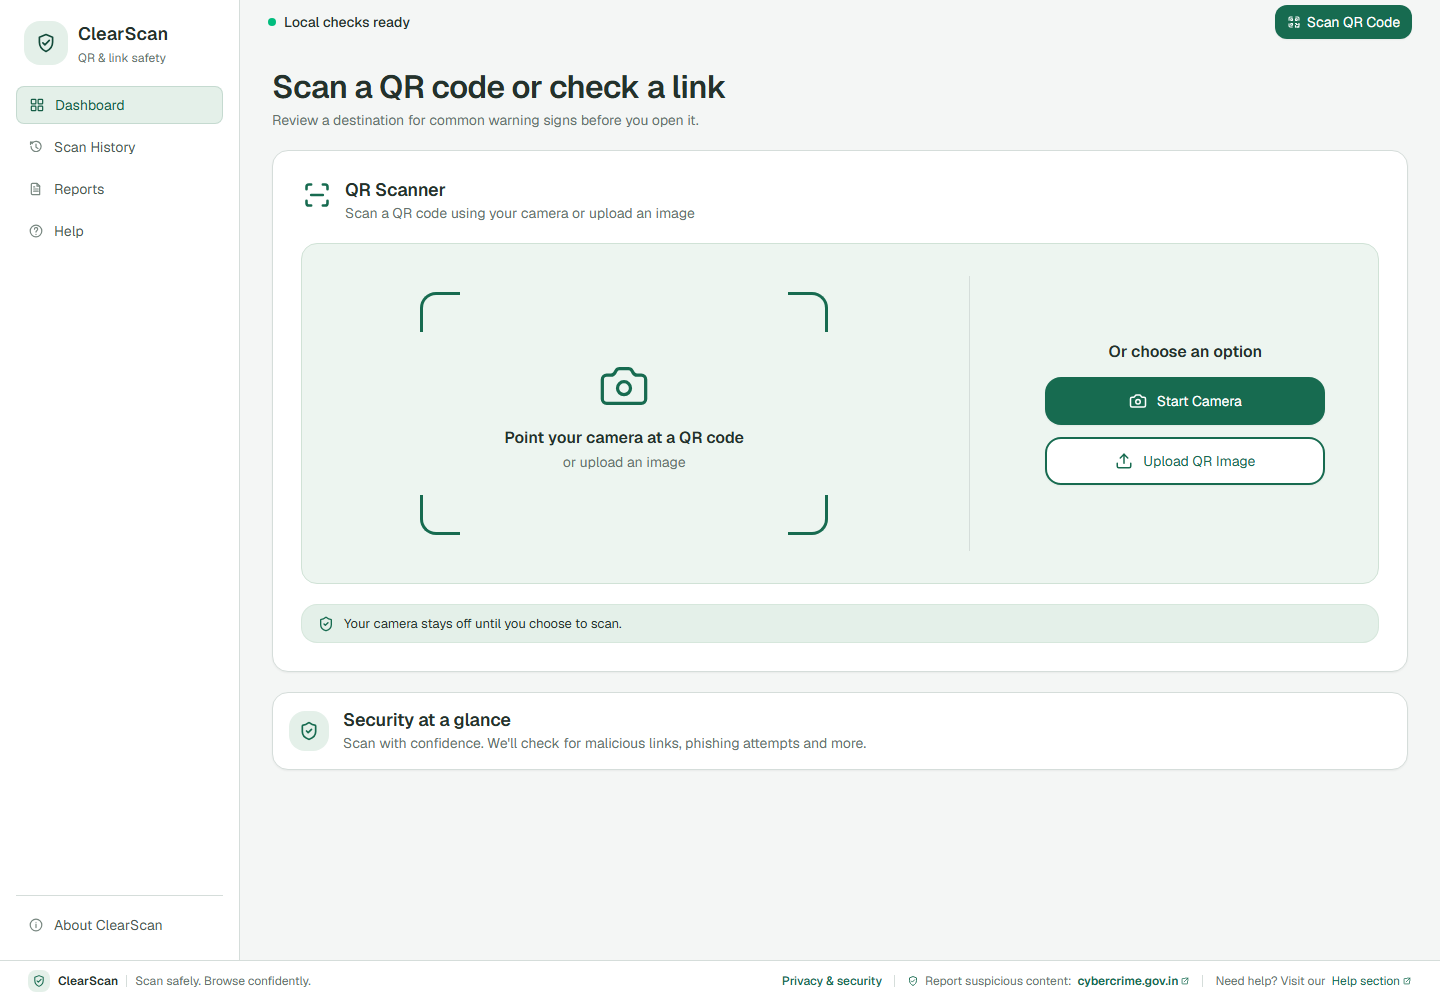 ClearScan
QR & link safety
Dashboard
Scan History
Reports
Help
About ClearScan
Local checks ready
Scan QR Code
Scan a QR code or check a link
Review a destination for common warning signs before you open it.
QR Scanner
Scan a QR code using your camera or upload an image
Point your camera at a QR code
or upload an image
Or choose an option
Start Camera
Upload QR Image
Your camera stays off until you choose to scan.
Security at a glance
Scan with confidence. We'll check for malicious links, phishing attempts and more.
ClearScan
Scan safely. Browse confidently.
Privacy & security
Report suspicious content: cybercrime.gov.in
Need help? Visit our Help section